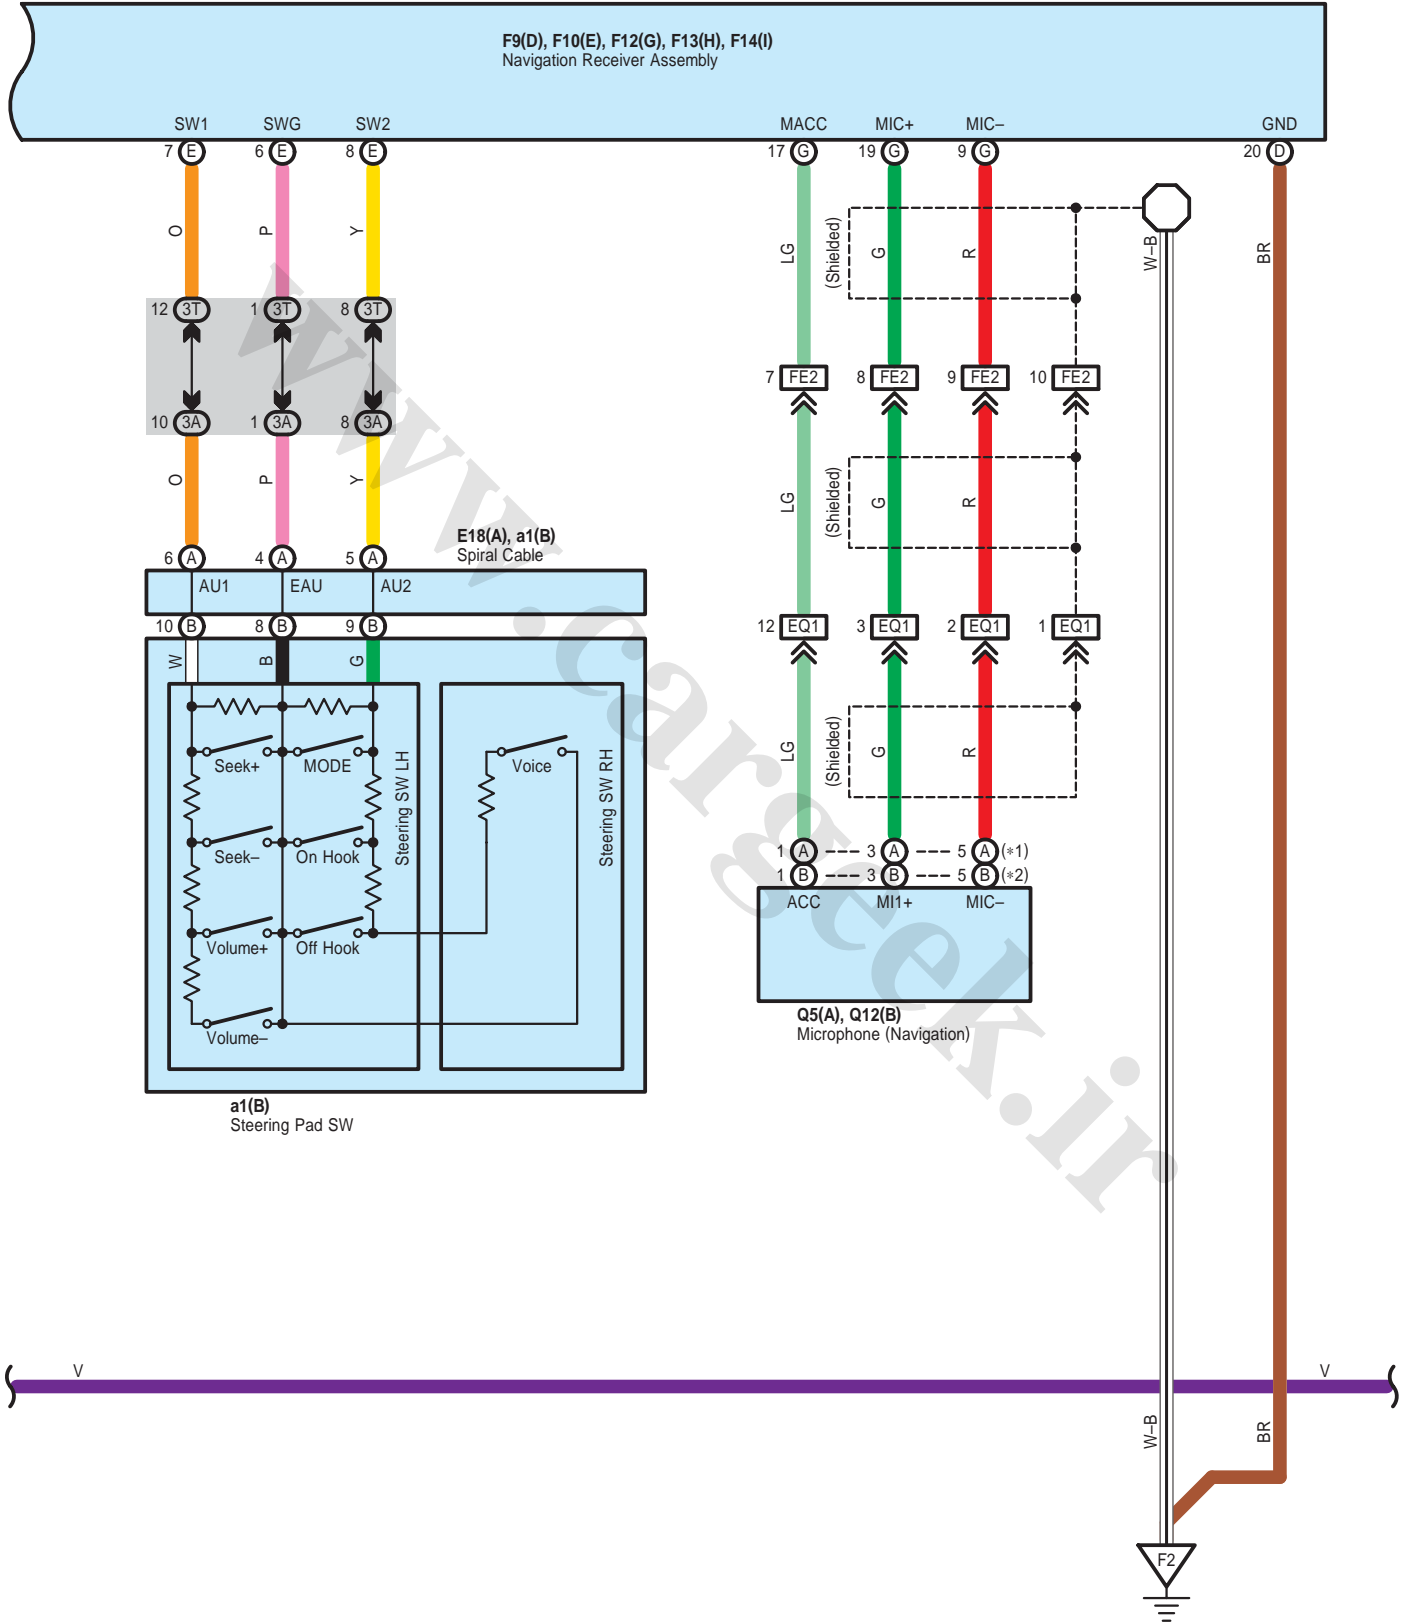 F9(D), F10(E), F12(G), F13(H), F14(I)
Navigation Receiver Assembly
SW1 SWG SW2 MACC MIC+ MIC– GND
7 E 6 E 8 E 17 G 19 G 9 G 20 D
O P Y LG G R (Shielded) W–B BR
12 3T 1 3T 8 3T
7 FE2 8 FE2 9 FE2 10 FE2
10 3A 1 3A 8 3A
O P Y LG G R (Shielded)
E18(A), a1(B)
Spiral Cable
6 A 4 A 5 A
AU1 EAU AU2
10 B 8 B 9 B
12 EQ1 3 EQ1 2 EQ1 1 EQ1
W B G
LG G R (Shielded)
Seek+ MODE Voice
Steering SW LH
Steering SW RH
Seek– On Hook
1 A 3 A 5 A (*1)
1 B 3 B 5 B (*2)
ACC MI1+ MIC–
Volume+ Off Hook
Volume–
Q5(A), Q12(B)
Microphone (Navigation)
a1(B)
Steering Pad SW
V V
W–B BR
F2
www.cargeek.ir